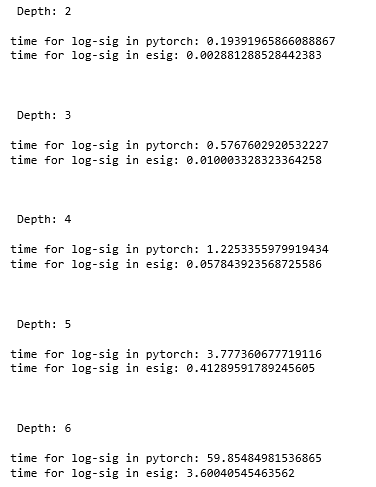 Depth: 2
time for log-sig in pytorch: 0.19391965866088867
time for log-sig in esig: 0.002881288528442383
Depth: 3
time for log-sig in pytorch: 0.5767602920532227
time for log-sig in esig: 0.010003328323364258
Depth: 4
time for log-sig in pytorch: 1.2253355979919434
time for log-sig in esig: 0.057843923568725586
Depth: 5
time for log-sig in pytorch: 3.777360677719116
time for log-sig in esig: 0.41289591789245605
Depth: 6
time for log-sig in pytorch: 59.85484981536865
time for log-sig in esig: 3.60040545463562